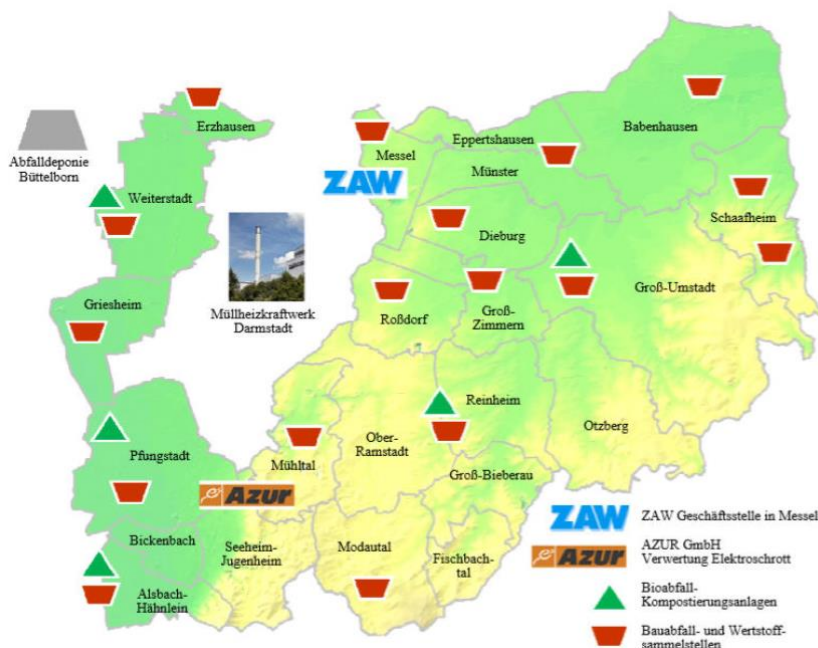 Erzhausen
Abfalldeponie
Büttelborn
Weiterstadt
Griesheim
Müllheizkraftwerk
Darmstadt
Messel
ZAW
Eppertshausen
Münster
Babenhausen
Schaafheim
Dieburg
Groß-Umstadt
Roßdorf
Groß-
Zimmern
Reinheim
Otzberg
Ober-
Ramstadt
Mühltal
Groß-Bieberau
Pfungstadt
Azur
Bickenbach
Seeheim-
Jugenheim
Alsbach-
Hähnlein
Modautal
Fischbach-
tal
ZAW ZAW Geschäftsstelle in Messel
Azur AZUR GmbH
Verwertung Elektroschrott
Bioabfall-
Kompostierungsanlagen
Bauabfall- und Wertstoff-
sammelstellen